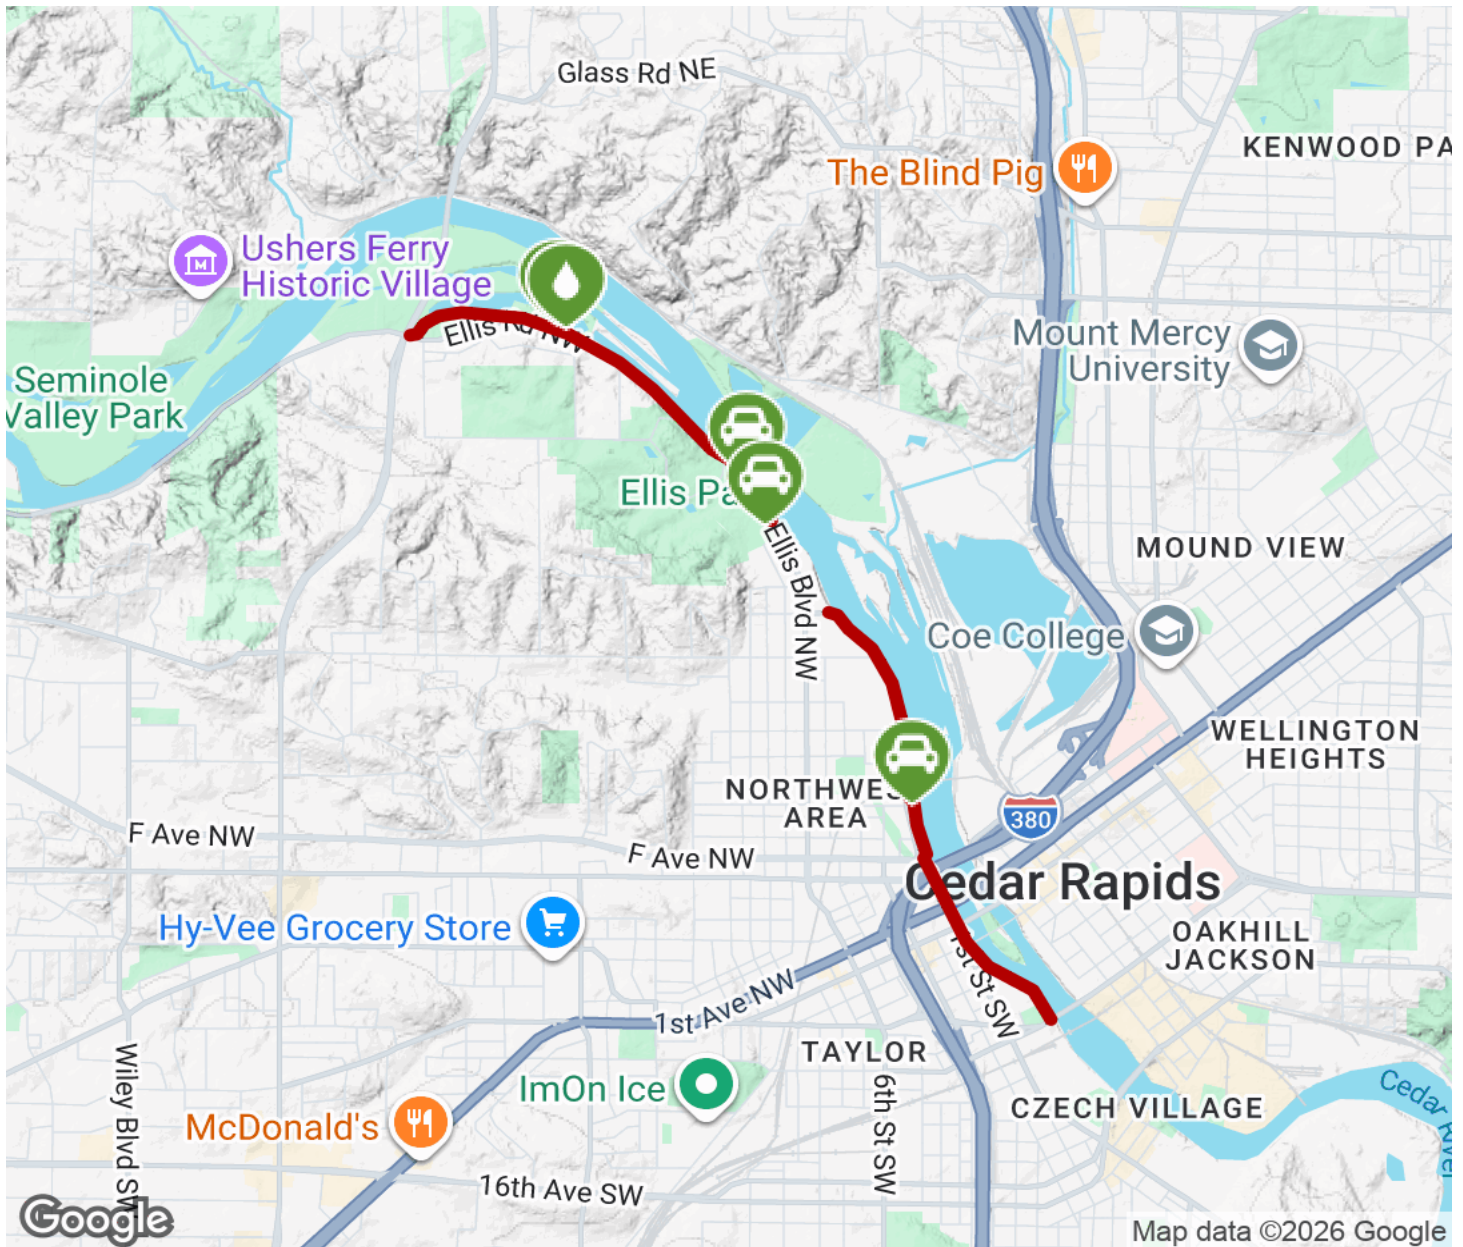 Glass Rd NE
KENWOOD PA
The Blind Pig
Ushers Ferry
Historic Village
M
Ellis Rd NW
Mount Mercy
University
Seminole
Valley Park
Ellis Pa
MOUND VIEW
Ellis Blvd NW
Coe College
WELLINGTON
HEIGHTS
NORTHWES
AREA
380
F Ave NW
F Ave NW
Cedar Rapids
Hy-Vee Grocery Store
OAKHILL
JACKSON
1st St SW
1st Ave NW
TAYLOR
Wiley Blvd SW
ImOn Ice
6th St SW
CZECH VILLAGE
Cedar River
McDonald's
16th Ave SW
Google
Map data ©2026 Google